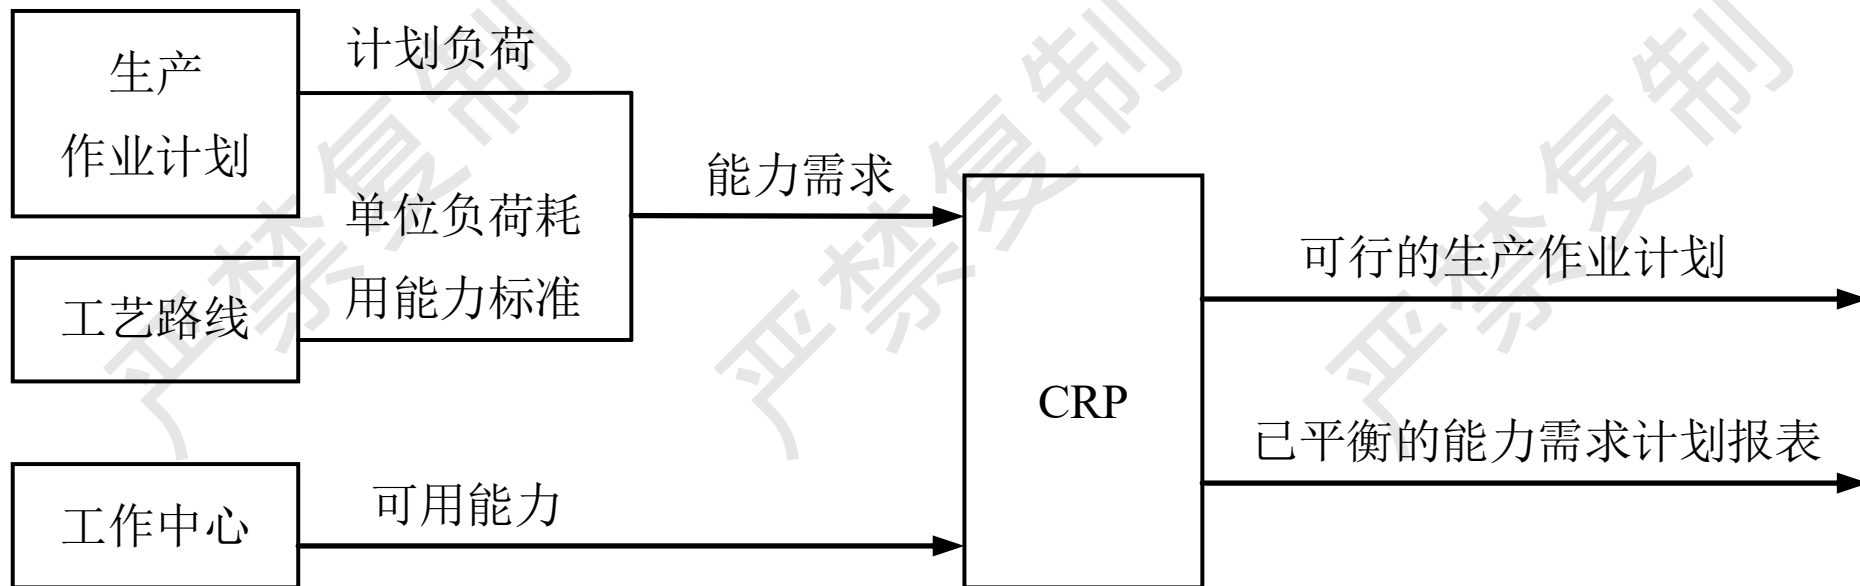 生产
作业计划
计划负荷
单位负荷耗
用能力标准
工艺路线
工作中心
可用能力
能力需求
CRP
可行的生产作业计划
已平衡的能力需求计划报表
严禁复制
严禁复制
严禁复制